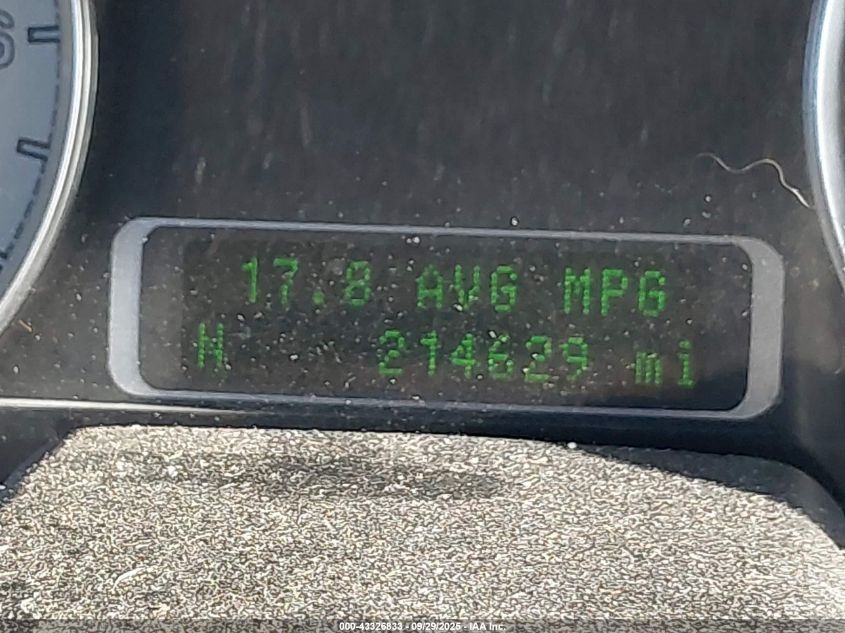 17.8 AVG MPG
N 214629 mi
000-43326833 - 09/29/2025 - IAA Inc.